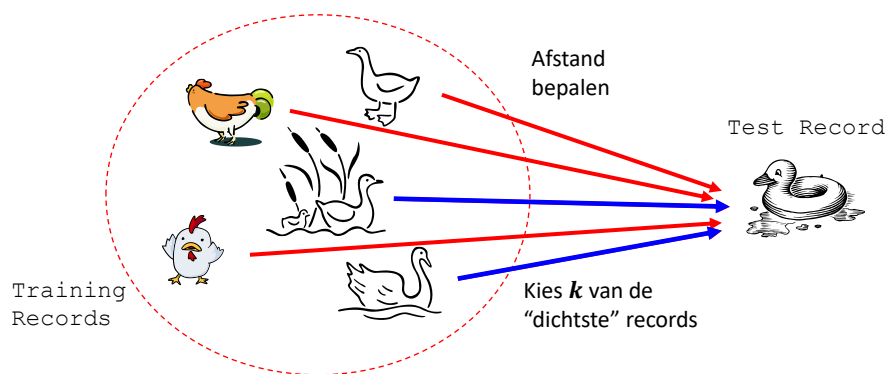 Afstand
bepalen
Test Record
Training
Records
Kies k van de
“dichtste” records